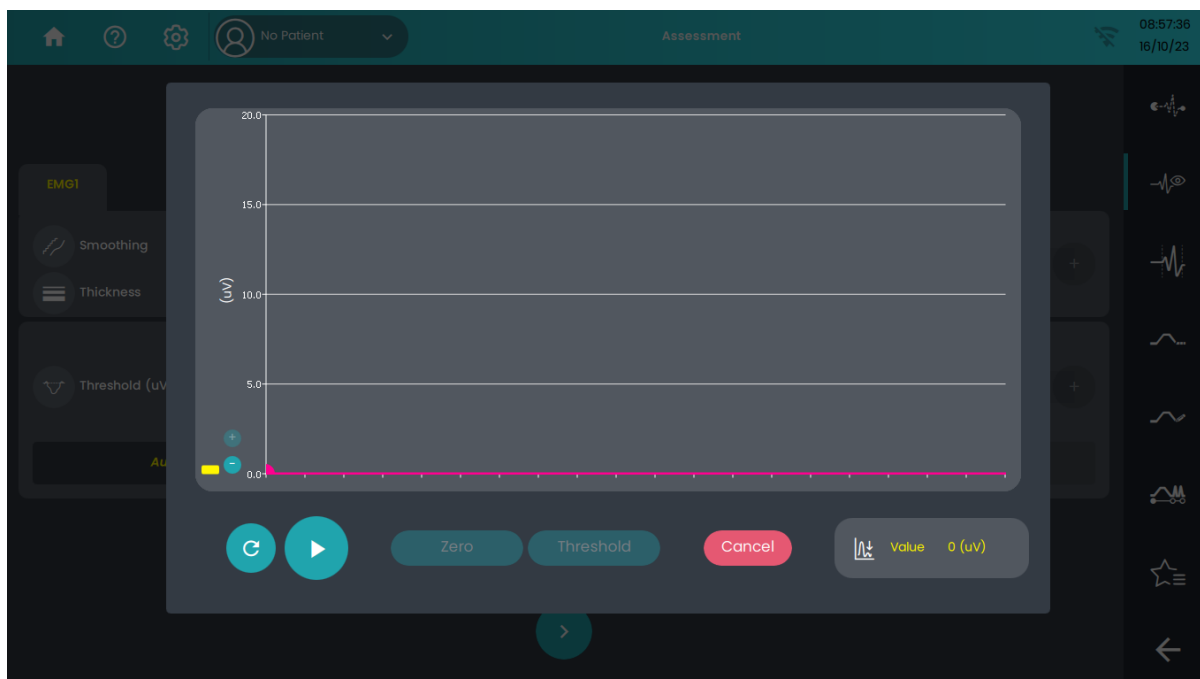 No Patient
Assessment
08:57:36
16/10/23
EMG1
Smoothing
Thickness
Threshold (uV
Au
20.0
15.0
10.0
5.0
0.0
(uV)
Zero
Threshold
Cancel
Value 0 (uV)